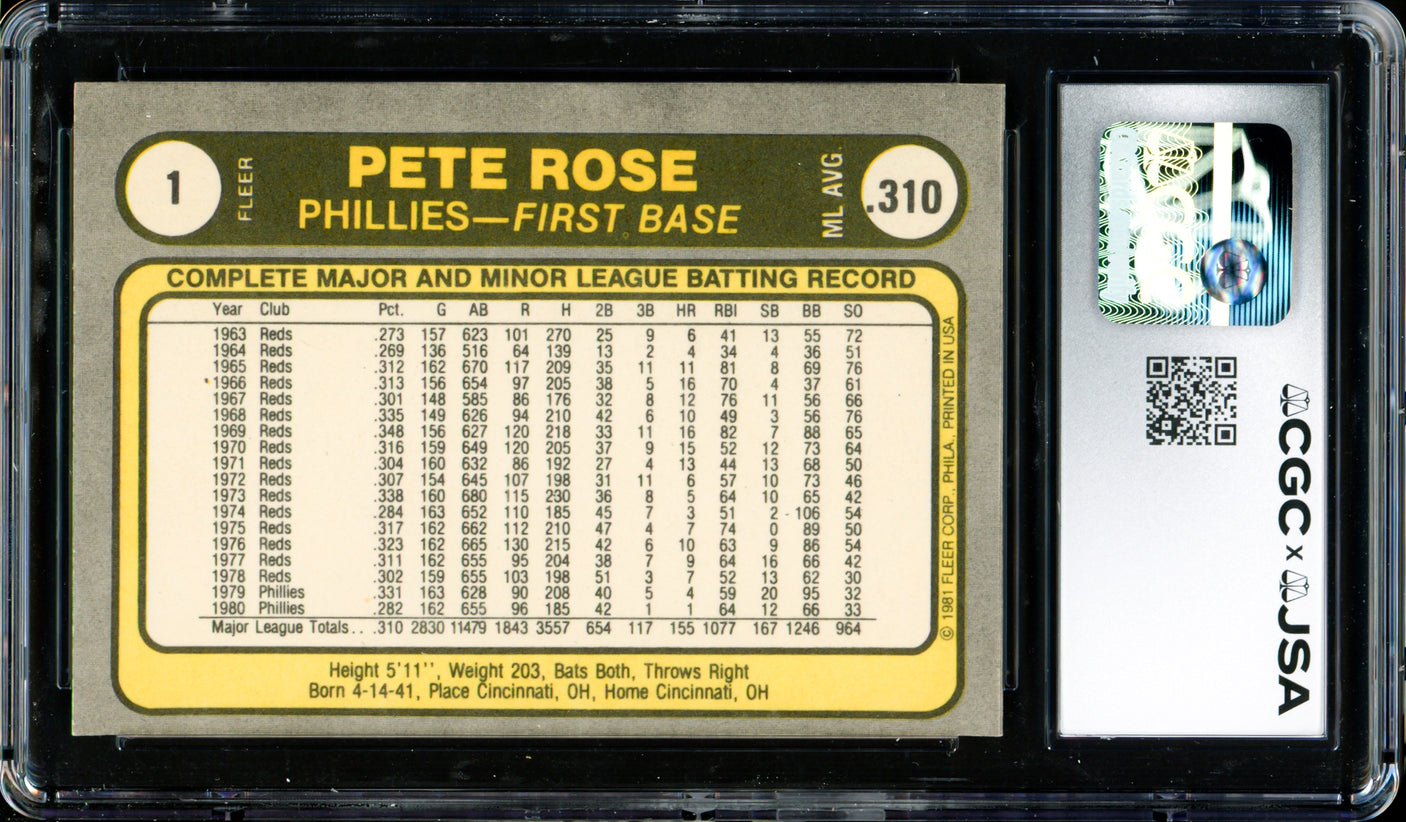 1
FLEER
PETE ROSE
PHILLIES—FIRST BASE
ML AVG.
.310
COMPLETE MAJOR AND MINOR LEAGUE BATTING RECORD
Year Club Pct. G AB R H 2B 3B HR RBI SB BB SO
1963 Reds .273 157 623 101 270 25 9 6 41 13 55 72
1964 Reds .269 136 516 64 139 13 2 4 34 4 36 51
1965 Reds .312 162 670 117 209 35 11 11 81 8 69 76
1966 Reds .313 156 654 97 205 38 5 16 70 4 37 61
1967 Reds .301 148 585 86 176 32 8 12 76 11 56 66
1968 Reds .335 149 626 94 210 42 6 10 49 3 56 76
1969 Reds .348 156 627 120 218 33 11 16 82 7 88 65
1970 Reds .316 159 649 120 205 37 9 15 52 12 73 64
1971 Reds .304 160 632 86 192 27 4 13 44 13 68 50
1972 Reds .307 154 645 107 198 31 11 6 57 10 73 46
1973 Reds .338 160 680 115 230 36 8 5 64 10 65 42
1974 Reds .284 163 652 110 185 45 7 3 51 2 106 54
1975 Reds .317 162 662 112 210 47 4 7 74 0 89 50
1976 Reds .323 162 665 130 215 42 6 10 63 9 86 54
1977 Reds .311 162 655 95 204 38 7 9 64 16 66 42
1978 Reds .302 159 655 103 198 51 3 7 52 13 62 30
1979 Phillies .331 163 628 90 208 40 5 4 59 20 95 32
1980 Phillies .282 162 655 96 185 42 1 1 64 12 66 33
Major League Totals... .310 2830 11479 1843 3557 654 117 155 1077 167 1246 964
Height 5'11'', Weight 203, Bats Both, Throws Right
Born 4-14-41, Place Cincinnati, OH, Home Cincinnati, OH
© 1981 FLEER CORP., PHILA., PRINTED IN USA
CGC x JSA